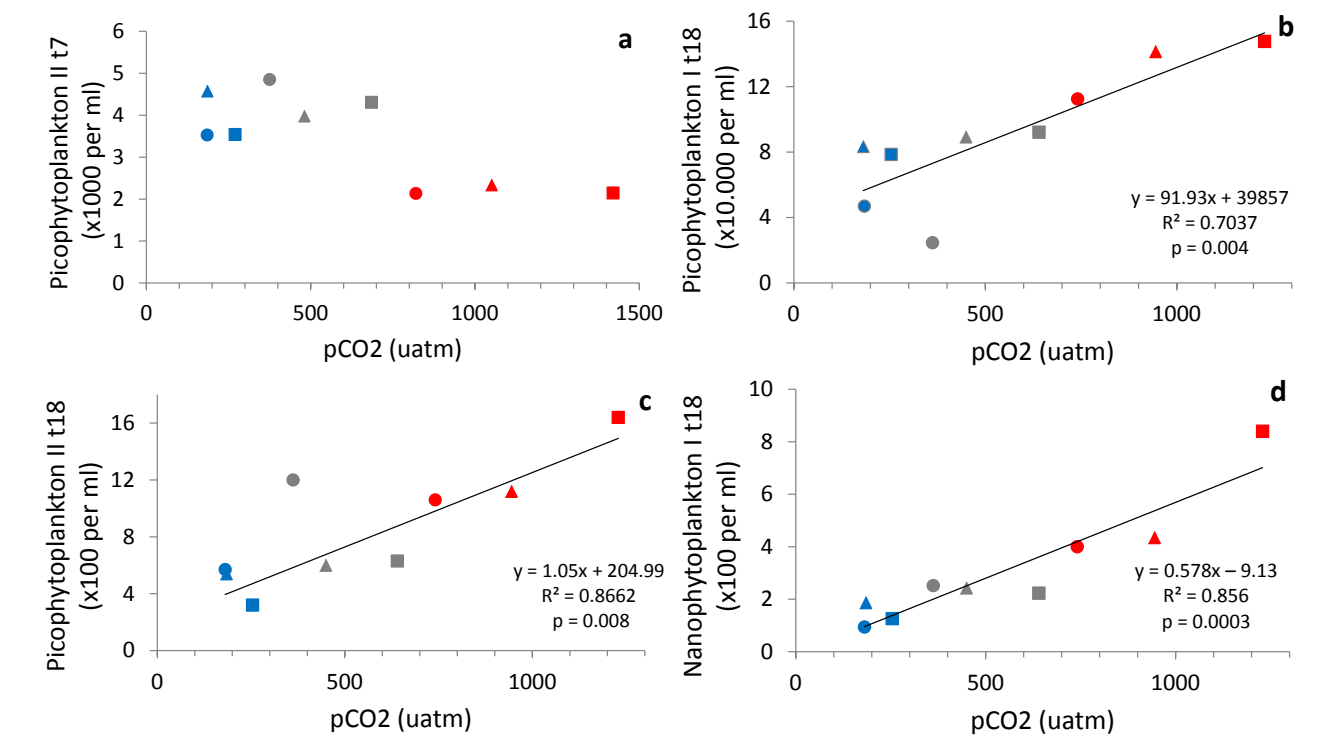 a
Picophytoplankton II t7
(x1000 per ml)
6
5
4
3
2
1
0
0 500 1000 1500
pCO2 (uatm)
b
Picophytoplankton I t18
(x10.000 per ml)
16
12
8
4
0
y = 91.93x + 39857
R² = 0.7037
p = 0.004
0 500 1000
pCO2 (uatm)
c
Picophytoplankton II t18
(x100 per ml)
16
12
8
4
0
y = 1.05x + 204.99
R² = 0.8662
p = 0.008
0 500 1000
pCO2 (uatm)
d
Nanophytoplankton I t18
(x100 per ml)
10
8
6
4
2
0
y = 0.578x – 9.13
R² = 0.856
p = 0.0003
0 500 1000
pCO2 (uatm)